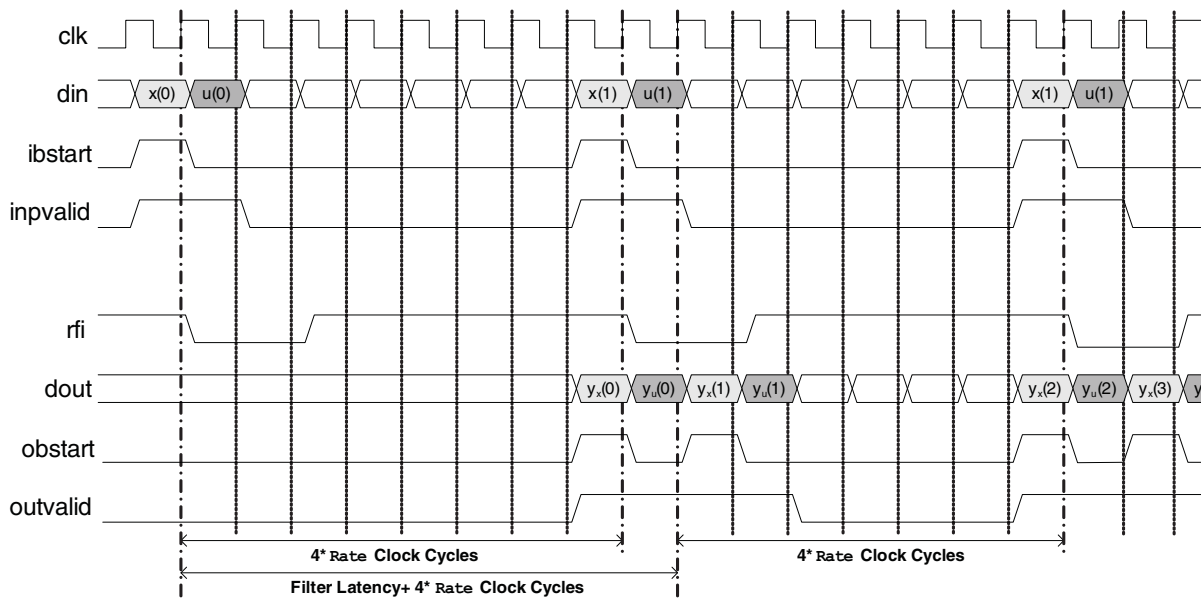 clk
din x(0) u(0) x(1) u(1) x(1) u(1)
ibstart
inpvalid
rfi
dout yx(0) yu(0) yx(1) yu(1) yx(2) yu(2) yx(3) y
obstart
outvalid
4* Rate Clock Cycles 4* Rate Clock Cycles
Filter Latency+ 4* Rate Clock Cycles